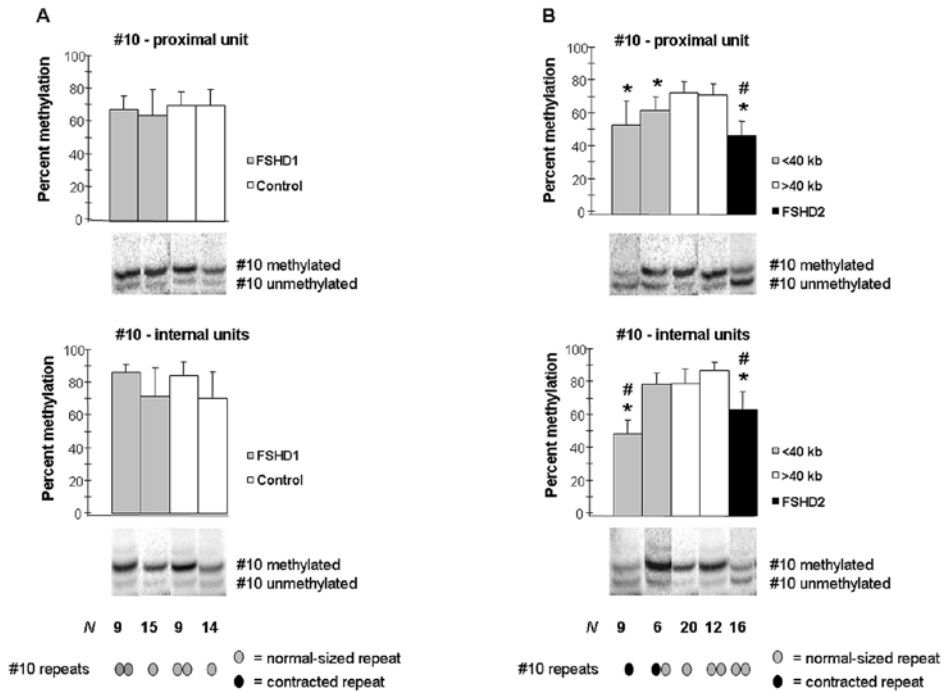 A
#10 - proximal unit
Percent methylation
100
80
60
40
20
0
FSHD1
Control
#10 methylated
#10 unmethylated
#10 - internal units
Percent methylation
100
80
60
40
20
0
FSHD1
Control
#10 methylated
#10 unmethylated
N 9 15 9 14
#10 repeats
= normal-sized repeat
= contracted repeat
B
#10 - proximal unit
Percent methylation
100
80
60
40
20
0
* * # *
<40 kb
>40 kb
FSHD2
#10 methylated
#10 unmethylated
#10 - internal units
Percent methylation
100
80
60
40
20
0
# * # *
<40 kb
>40 kb
FSHD2
#10 methylated
#10 unmethylated
N 9 6 20 12 16
#10 repeats
= normal-sized repeat
= contracted repeat